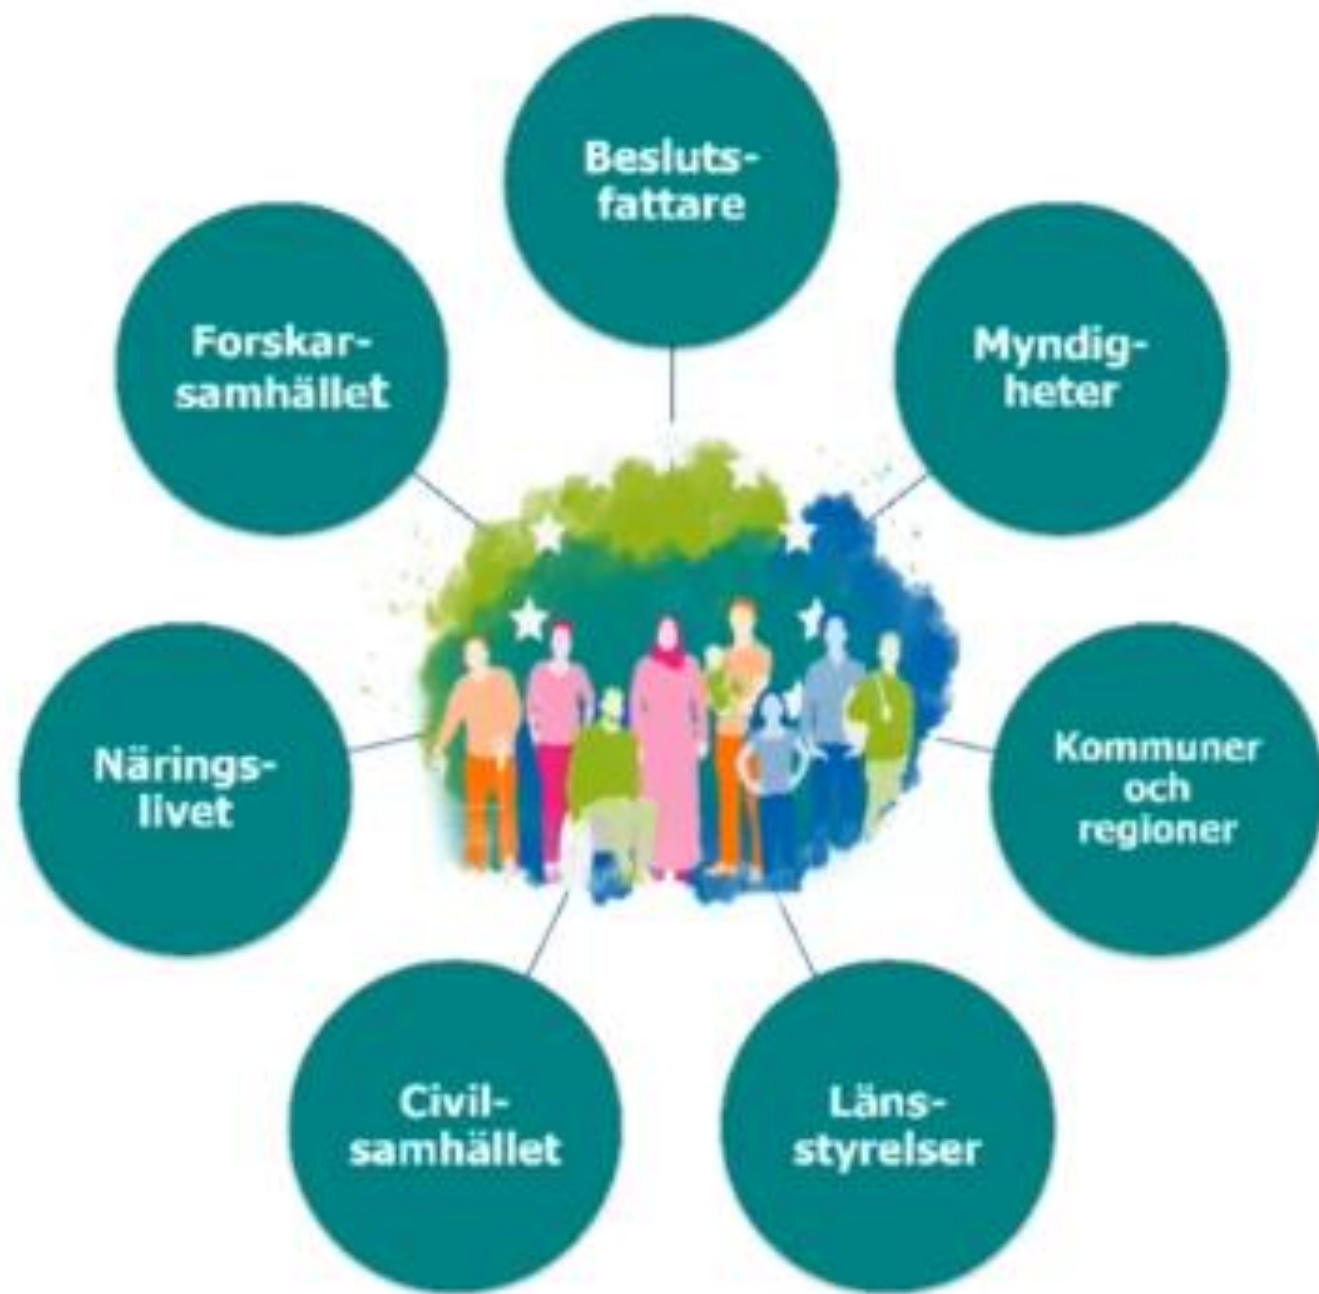 Besluts-
fattare
Myndig-
heter
Kommuner
och
regioner
Läns-
styrelser
Civil-
samhället
Närings-
livet
Forskar-
samhället